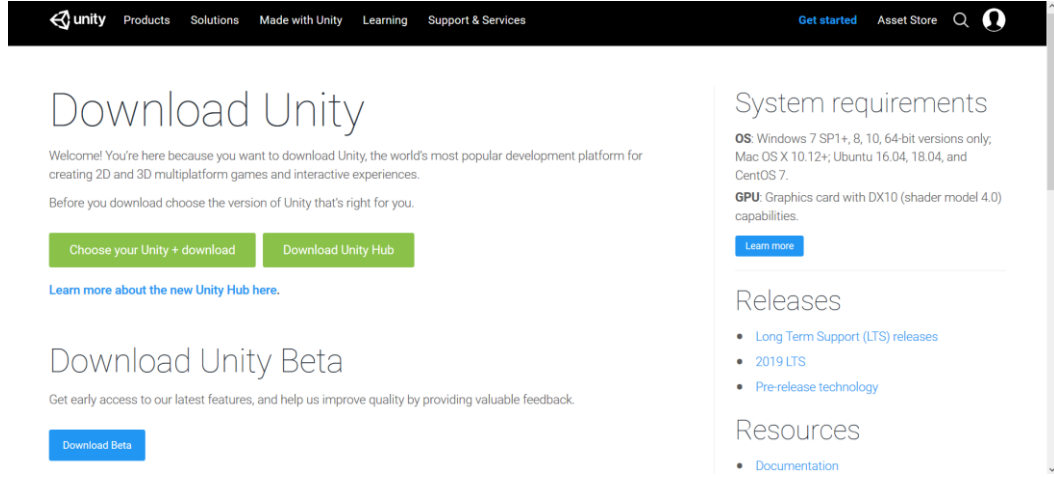 unity Products Solutions Made with Unity Learning Support & Services Get started Asset Store
Download Unity
Welcome! You're here because you want to download Unity, the world's most popular development platform for
creating 2D and 3D multiplatform games and interactive experiences.
Before you download choose the version of Unity that's right for you.
Choose your Unity + download Download Unity Hub
Learn more about the new Unity Hub here.
Download Unity Beta
Get early access to our latest features, and help us improve quality by providing valuable feedback.
Download Beta
System requirements
OS: Windows 7 SP1+, 8, 10, 64-bit versions only;
Mac OS X 10.12+; Ubuntu 16.04, 18.04, and
CentOS 7.
GPU: Graphics card with DX10 (shader model 4.0)
capabilities.
Learn more
Releases
Long Term Support (LTS) releases
2019 LTS
Pre-release technology
Resources
Documentation